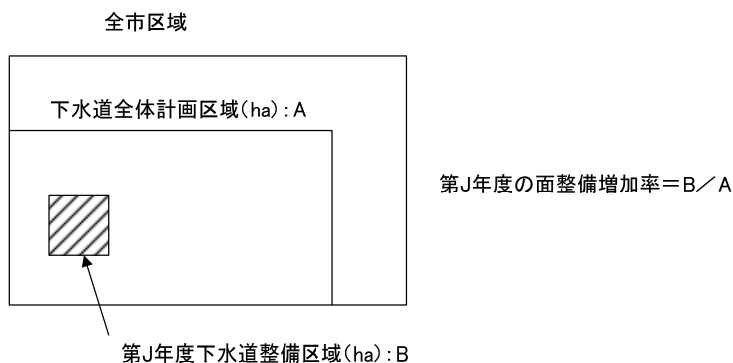 全市区域
下水道全体計画区域(ha):A
第J年度の面整備増加率=B/A
第J年度下水道整備区域(ha):B